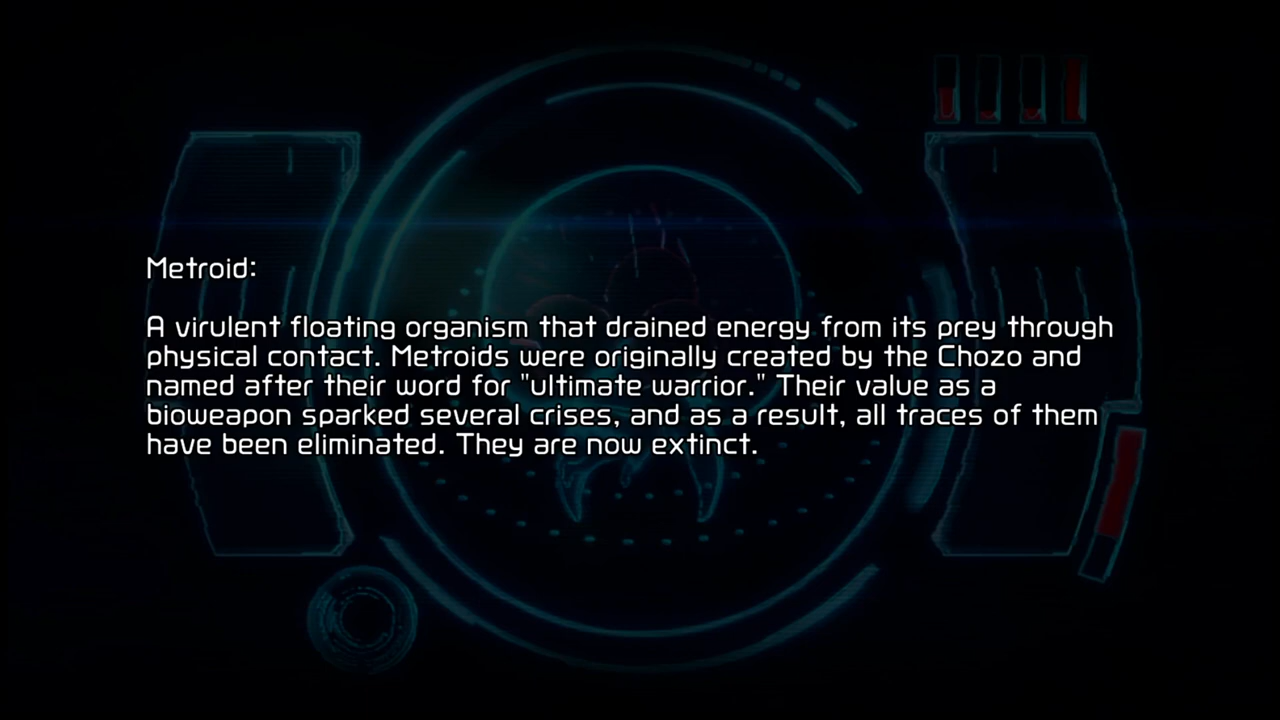 Metroid:
A virulent floating organism that drained energy from its prey through
physical contact. Metroids were originally created by the Chozo and
named after their word for "ultimate warrior." Their value as a
bioweapon sparked several crises, and as a result, all traces of them
have been eliminated. They are now extinct.